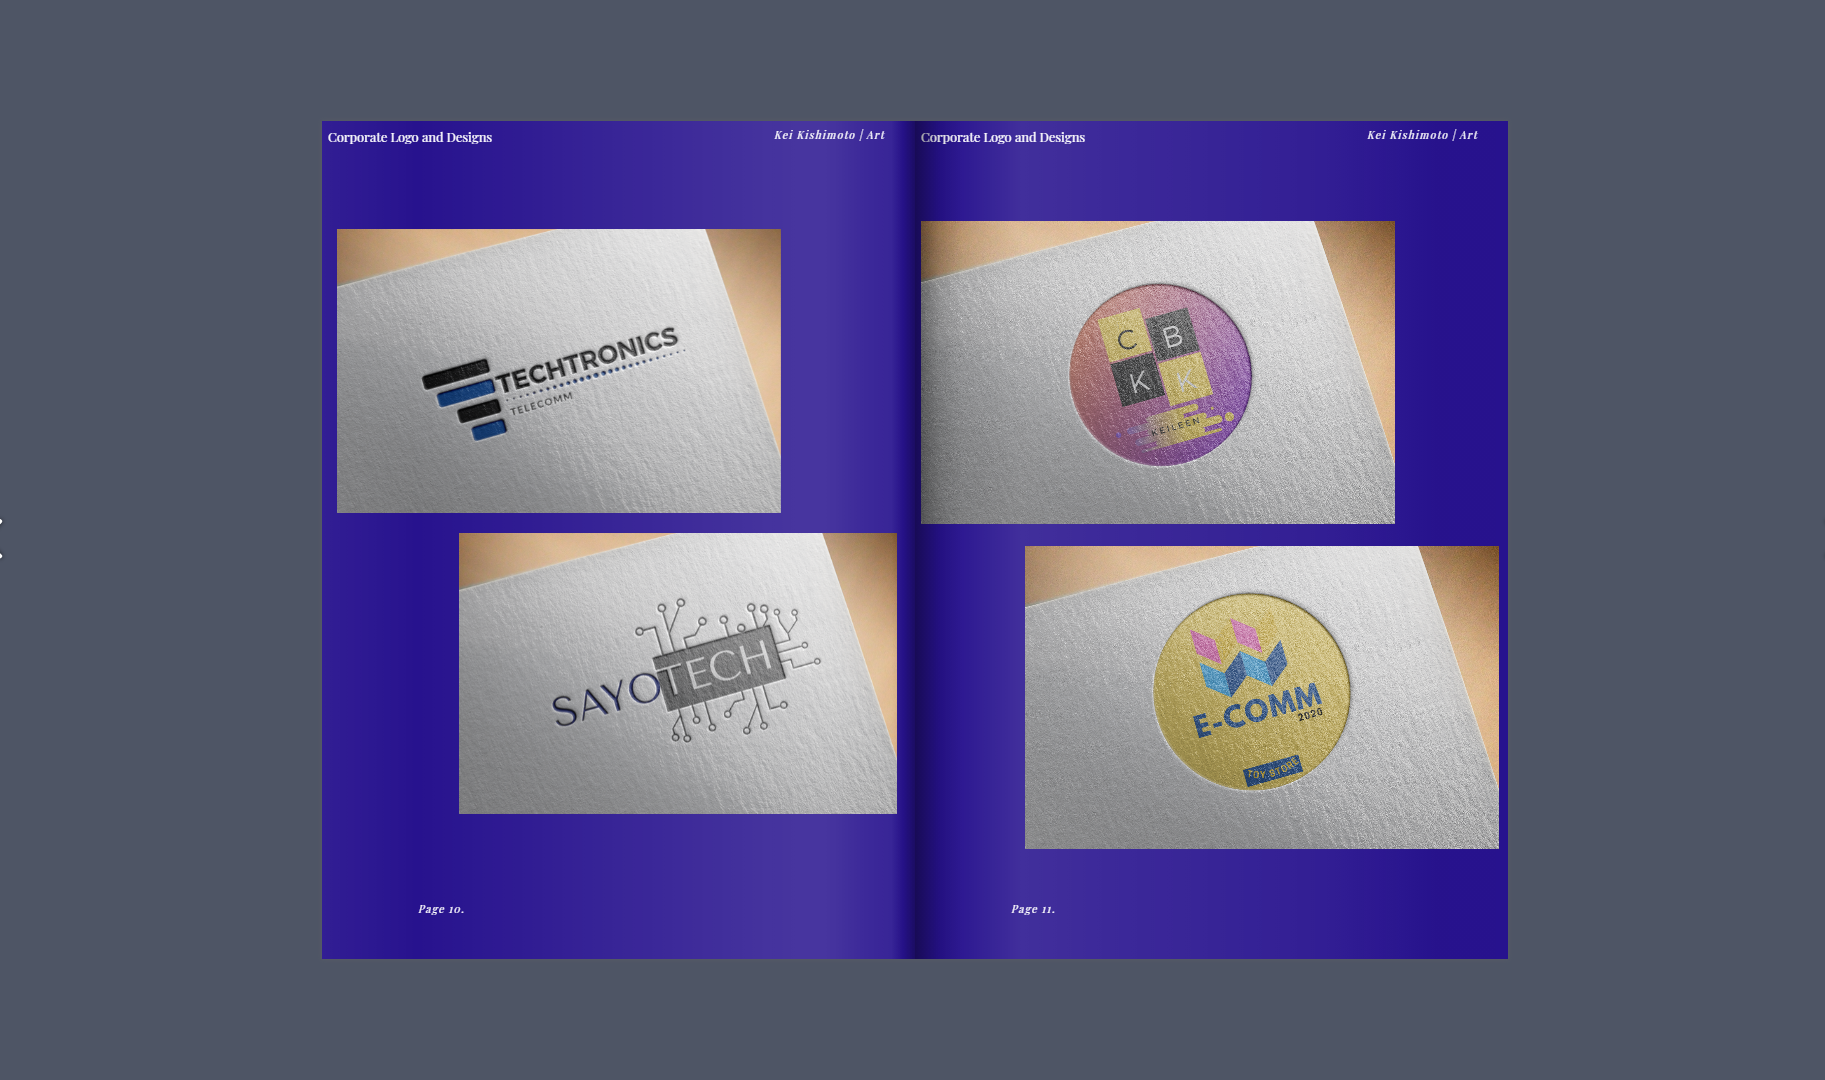 Corporate Logo and Designs
Kei Kishimoto | Art
TECHTRONICS
TELECOMM
SAYOTECH
Page 10.
Corporate Logo and Designs
Kei Kishimoto | Art
C B
K K
KEILEEN
E-COMM
2020
TOY STORE
Page 11.